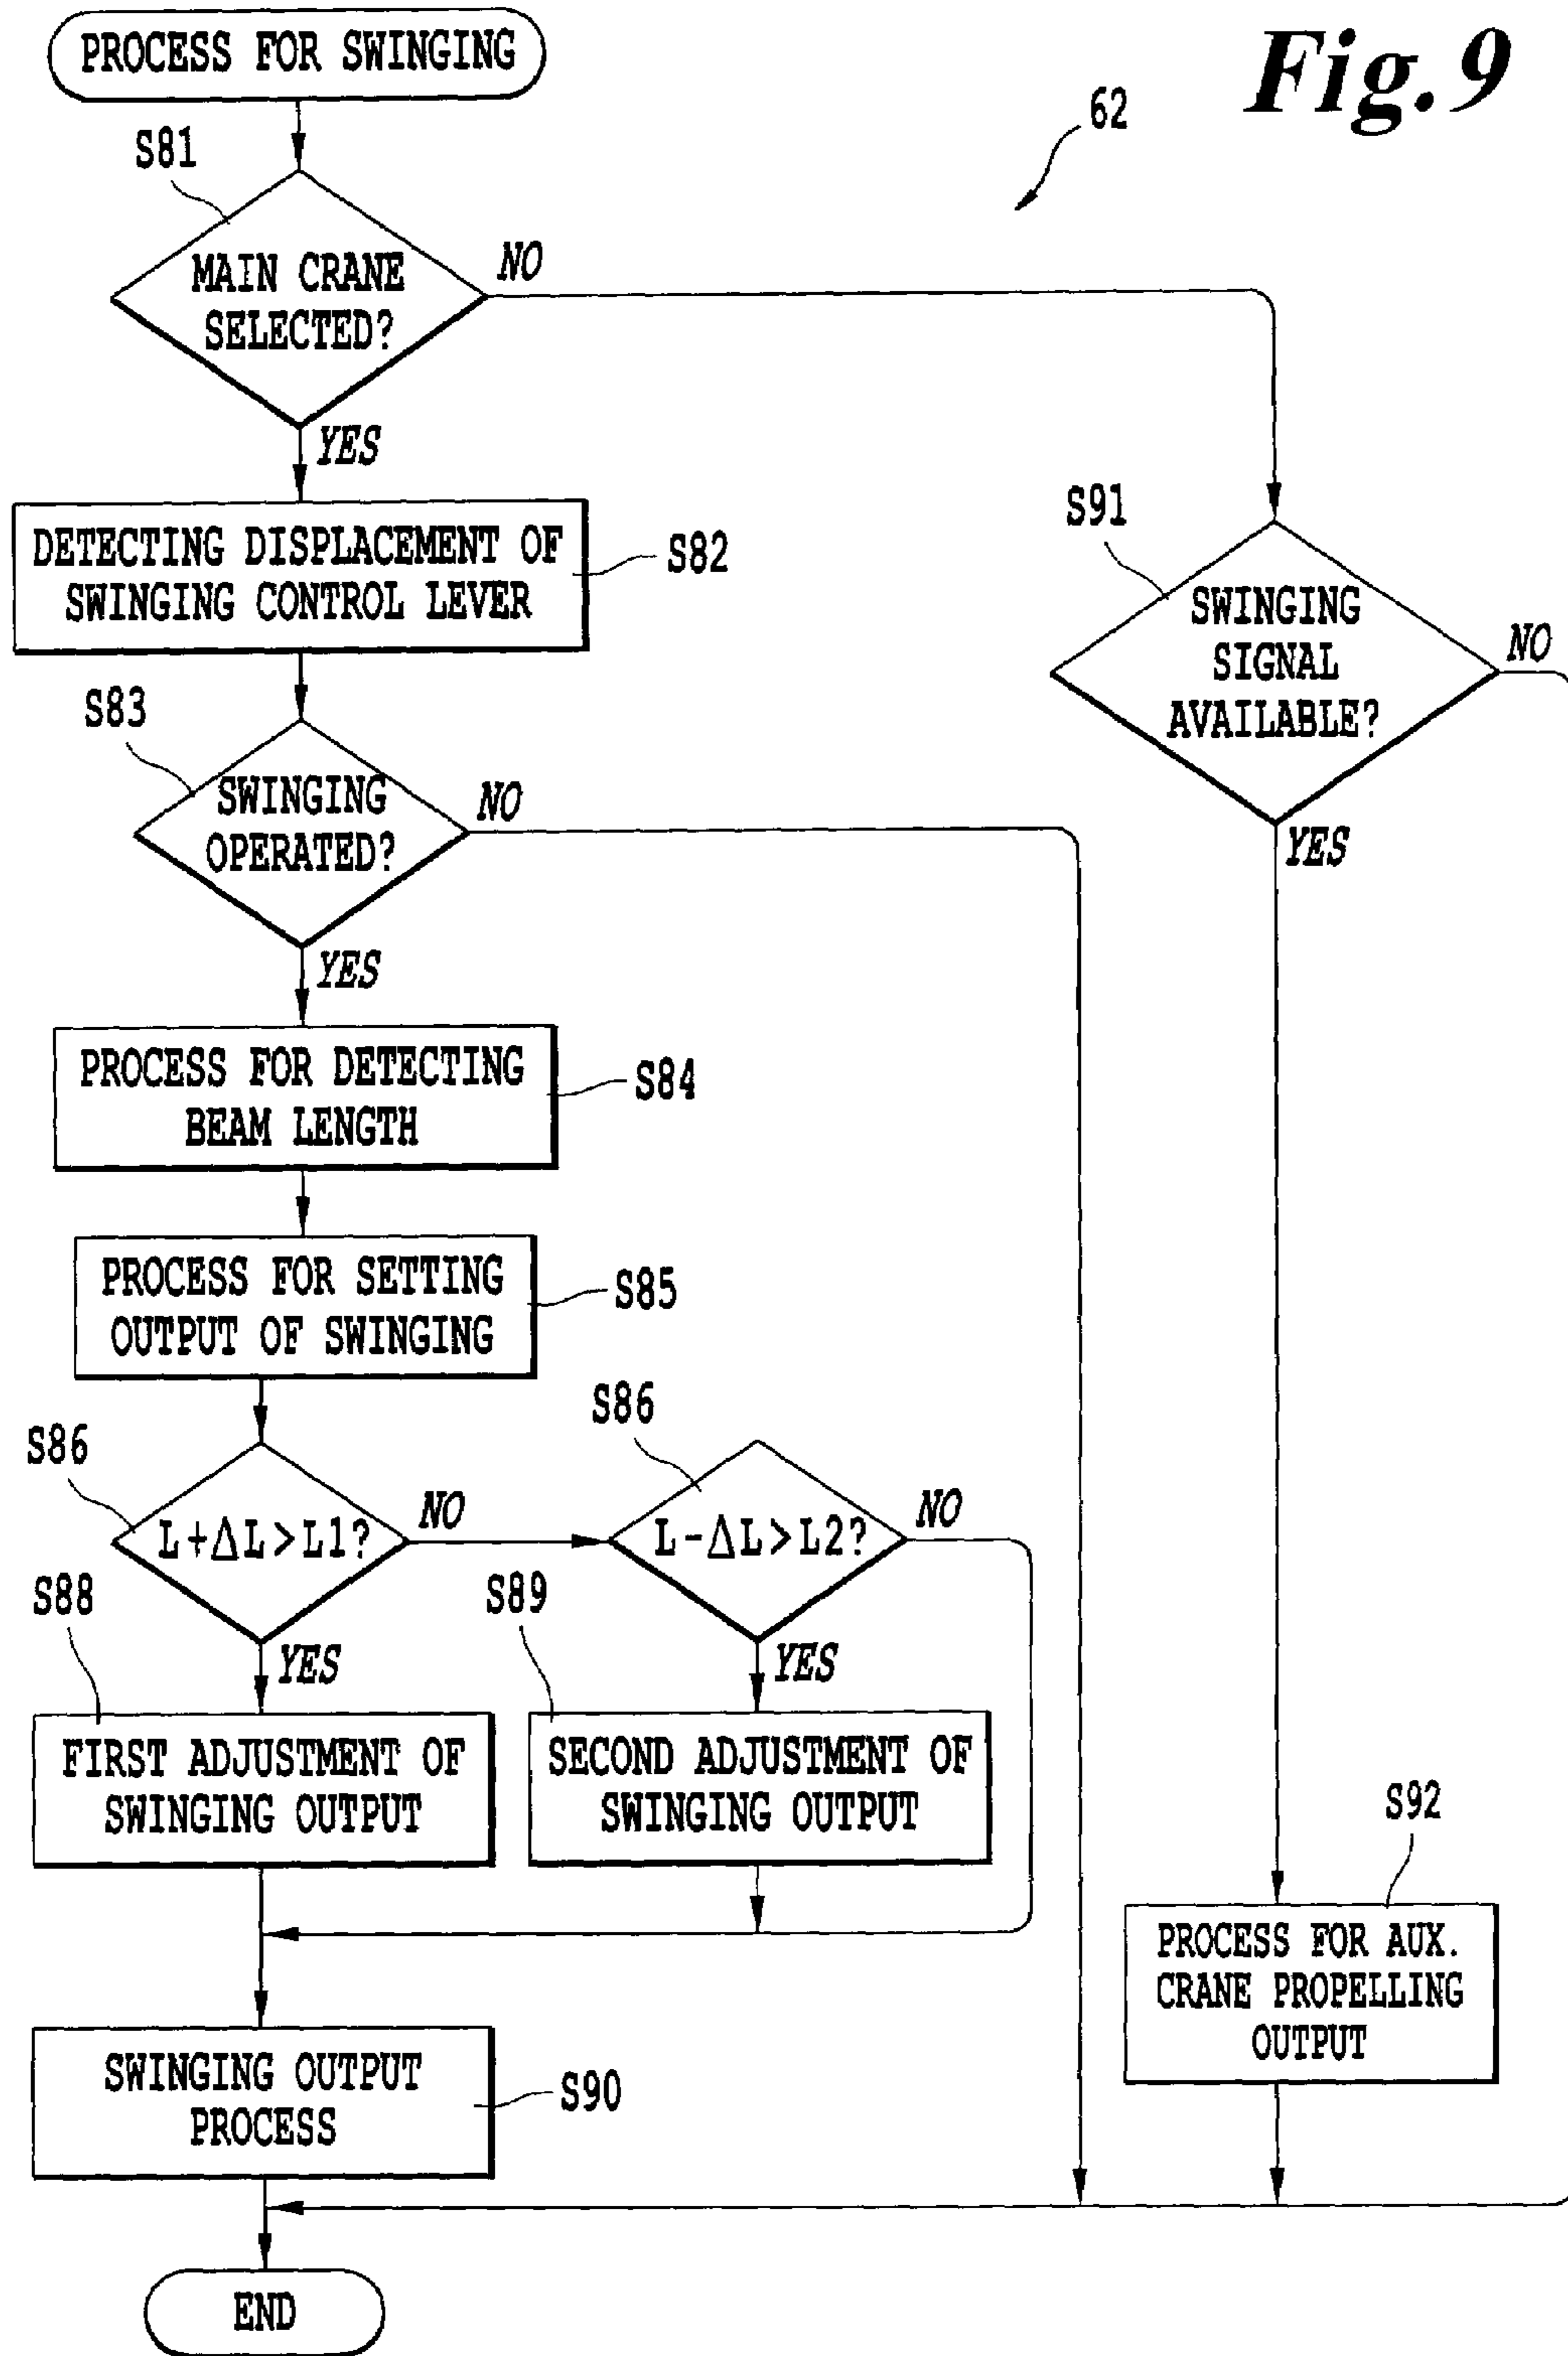 Fig.9
PROCESS FOR SWINGING
62
S81
MAIN CRANE
SELECTED?
NO
YES
DETECTING DISPLACEMENT OF
SWINGING CONTROL LEVER
S82
S83
SWINGING
OPERATED?
NO
YES
S91
SWINGING
SIGNAL
AVAILABLE?
NO
YES
PROCESS FOR DETECTING
BEAM LENGTH
S84
PROCESS FOR SETTING
OUTPUT OF SWINGING
S85
S86
L+ΔL>L1?
NO
YES
S86
L-ΔL>L2?
NO
YES
S88
FIRST ADJUSTMENT OF
SWINGING OUTPUT
S89
SECOND ADJUSTMENT OF
SWINGING OUTPUT
S92
PROCESS FOR AUX.
CRANE PROPELLING
OUTPUT
SWINGING OUTPUT
PROCESS
S90
END